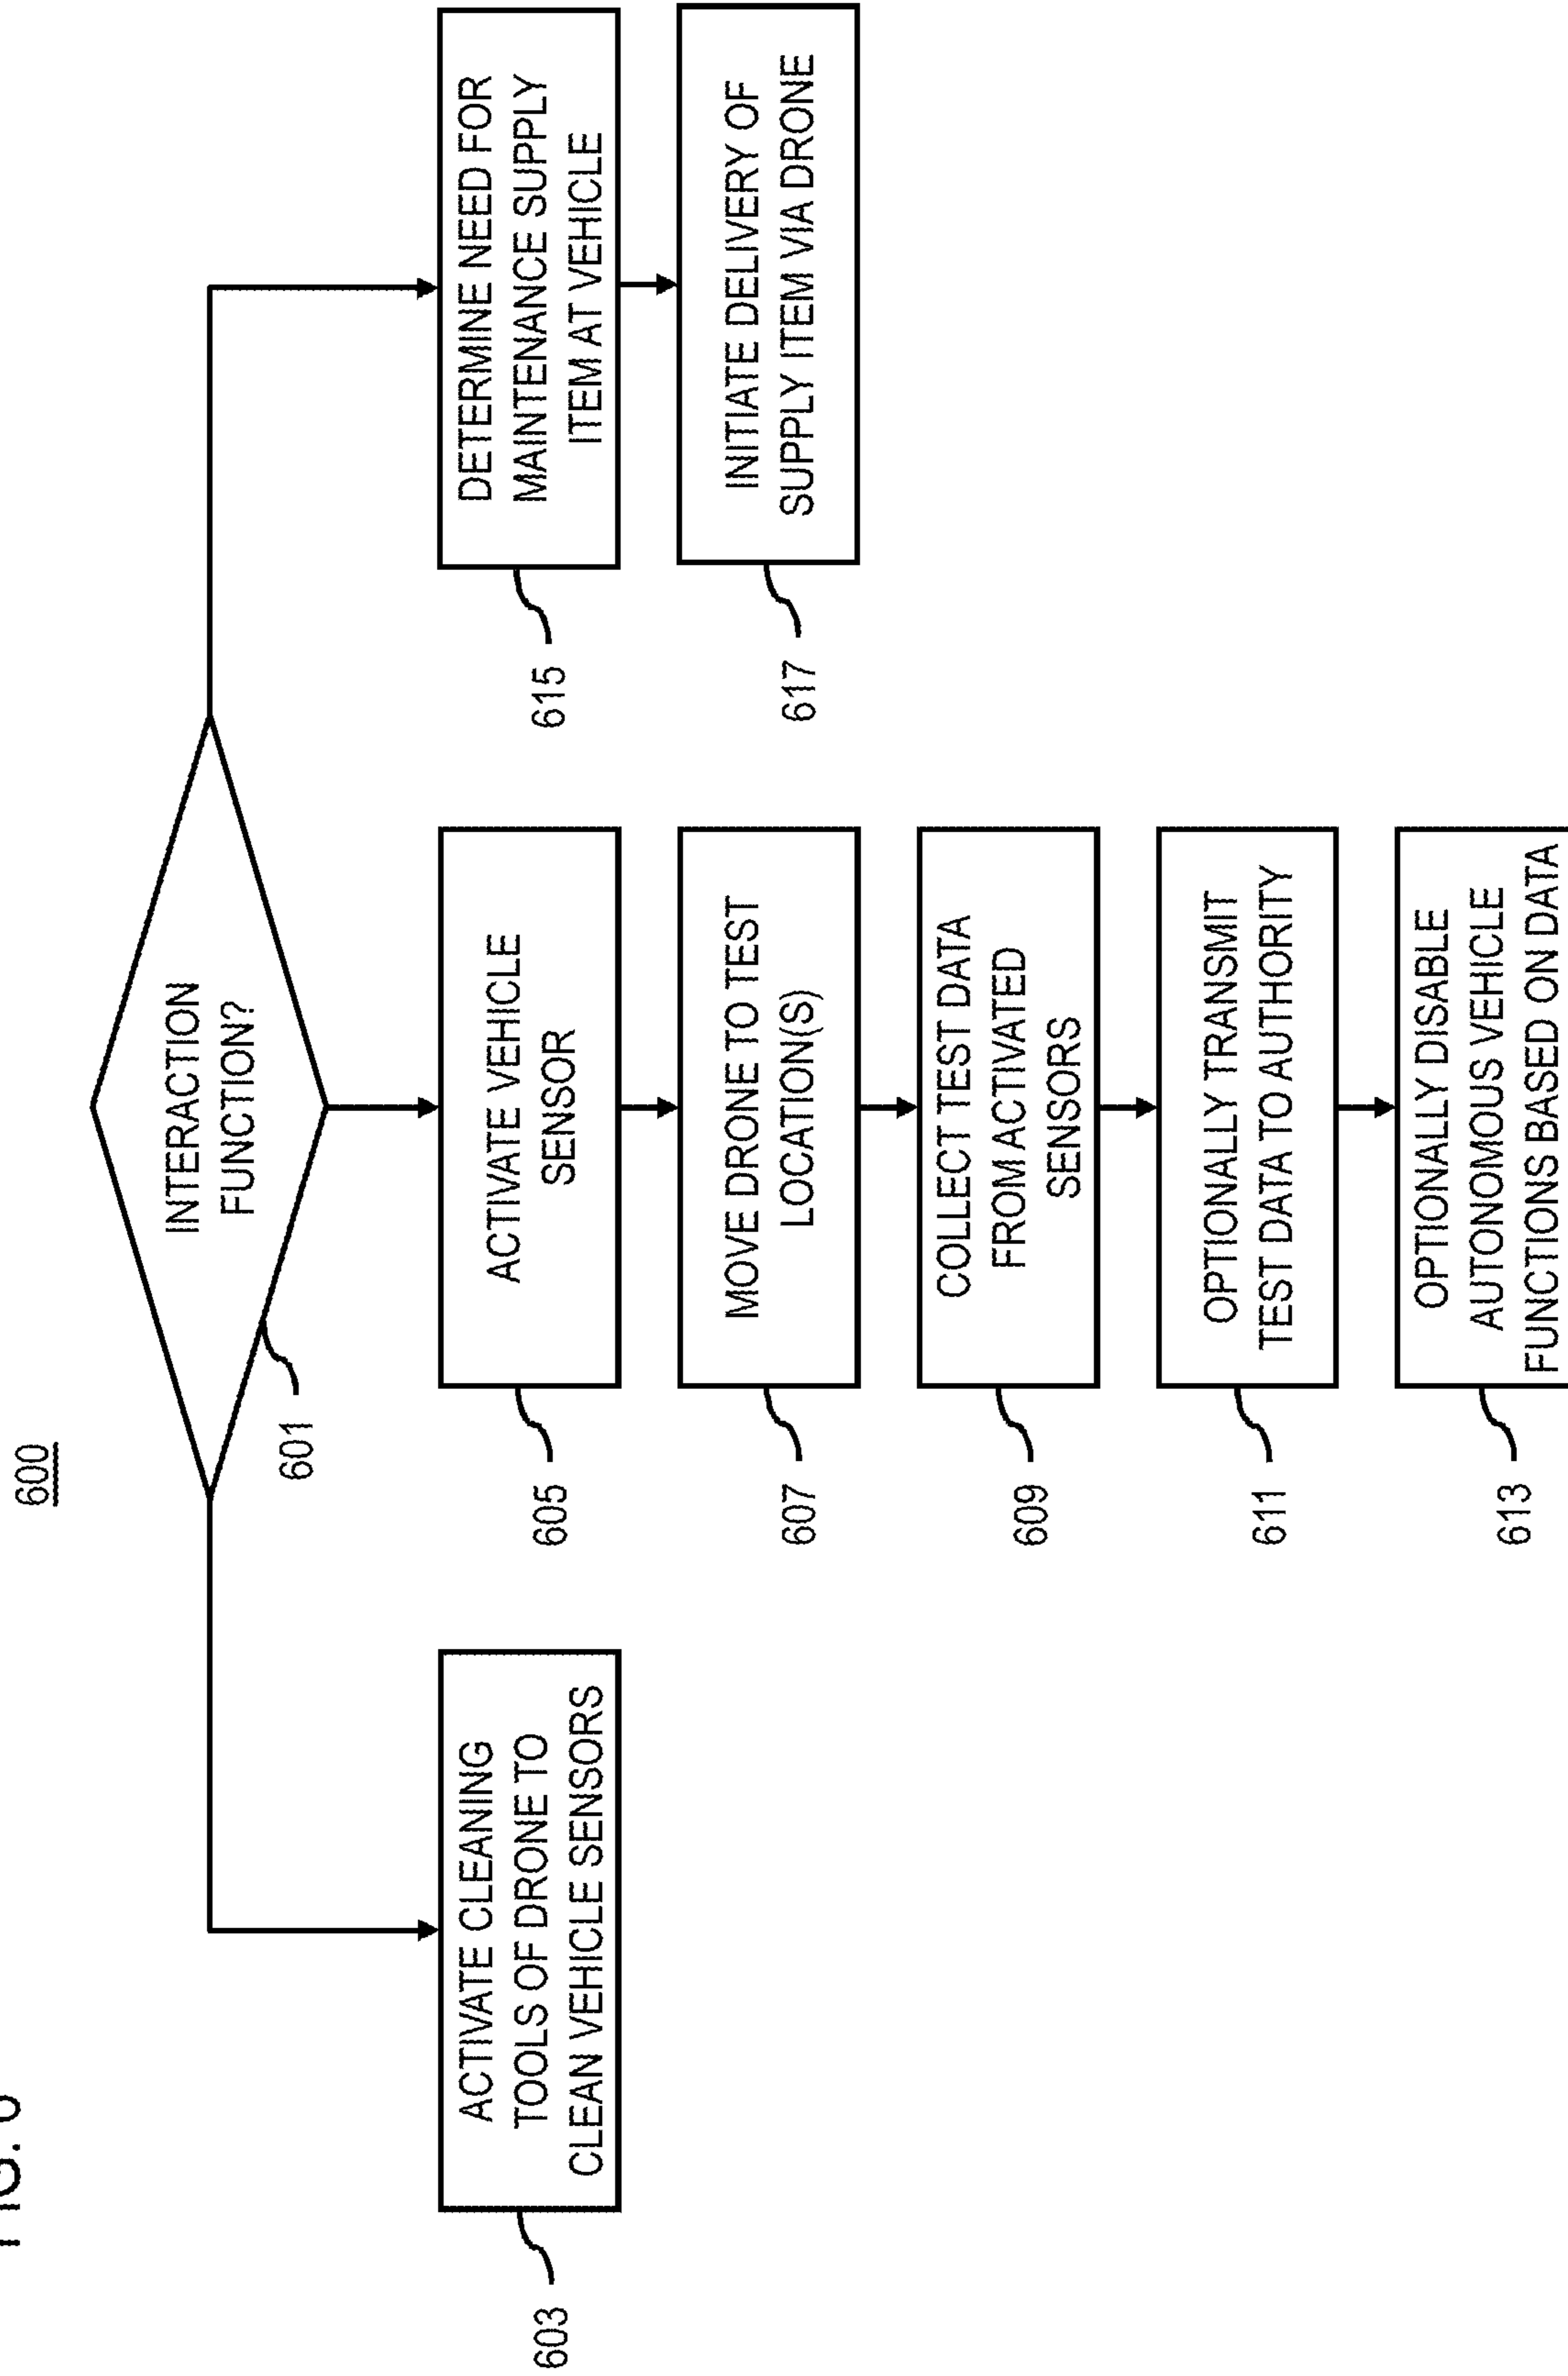 FIG. 6
600
INTERACTION
FUNCTION?
601
ACTIVATE CLEANING
TOOLS OF DRONE TO
CLEAN VEHICLE SENSORS
603
ACTIVATE VEHICLE
SENSOR
605
MOVE DRONE TO TEST
LOCATION(S)
607
COLLECT TEST DATA
FROM ACTIVATED
SENSORS
609
OPTIONALLY TRANSMIT
TEST DATA TO AUTHORITY
611
OPTIONALLY DISABLE
AUTONOMOUS VEHICLE
FUNCTIONS BASED ON DATA
613
DETERMINE NEED FOR
MAINTENANCE SUPPLY
ITEM AT VEHICLE
615
INITIATE DELIVERY OF
SUPPLY ITEM VIA DRONE
617